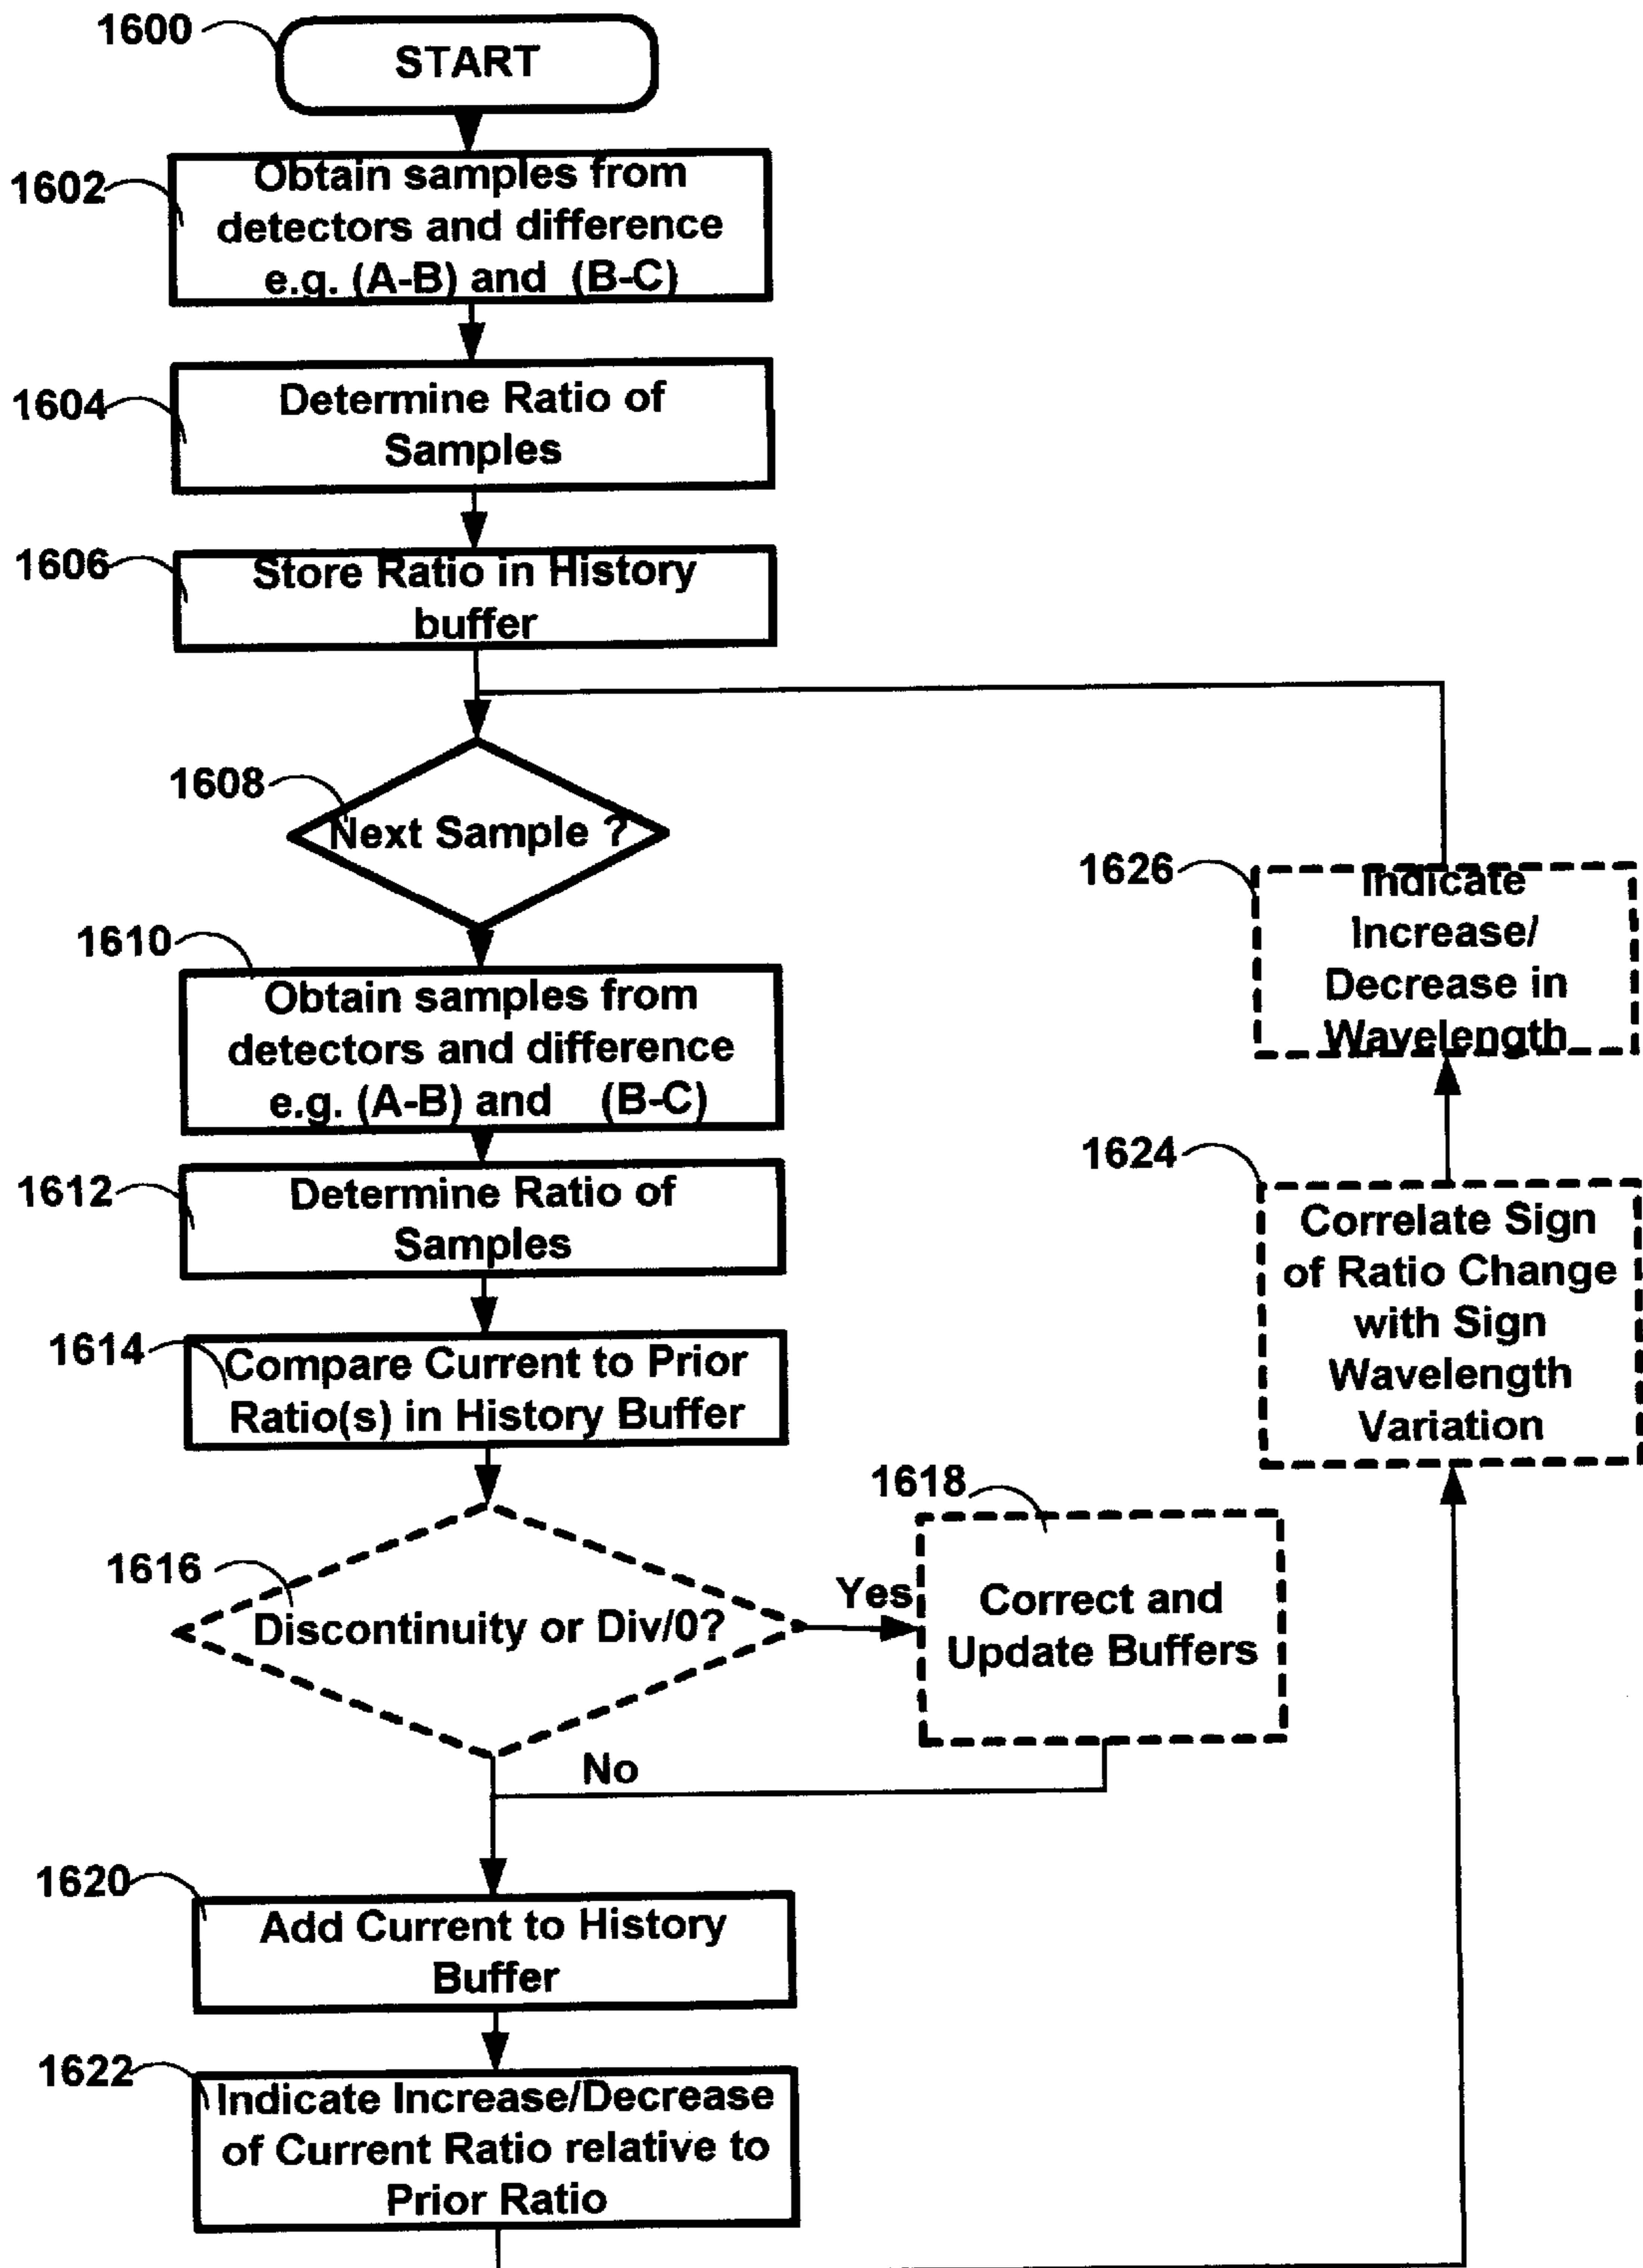 1600
START
1602
Obtain samples from
detectors and difference
e.g. (A-B) and (B-C)
1604
Determine Ratio of
Samples
1606
Store Ratio in History
buffer
1608
Next Sample ?
1610
Obtain samples from
detectors and difference
e.g. (A-B) and (B-C)
1612
Determine Ratio of
Samples
1614
Compare Current to Prior
Ratio(s) in History Buffer
1616
Discontinuity or Div/0?
Yes
No
1618
Correct and
Update Buffers
1620
Add Current to History
Buffer
1622
Indicate Increase/Decrease
of Current Ratio relative to
Prior Ratio
1624
Correlate Sign
of Ratio Change
with Sign
Wavelength
Variation
1626
Indicate
Increase/
Decrease in
Wavelength